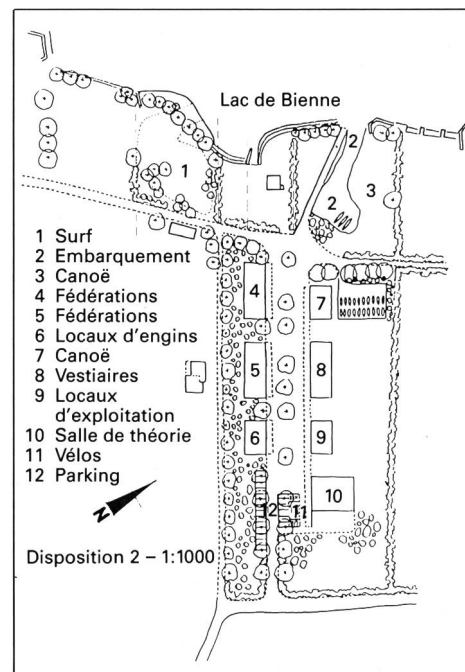 Lac de Bienne
1
2
2
3
1 Surf
2 Embarquement
3 Canoë
4 Fédérations
5 Fédérations
6 Locaux d'engins
7 Canoë
8 Vestiaires
9 Locaux
d'exploitation
10 Salle de théorie
11 Vélos
12 Parking
4
7
5
8
6
9
10
12
11
N
Disposition 2 – 1:1000